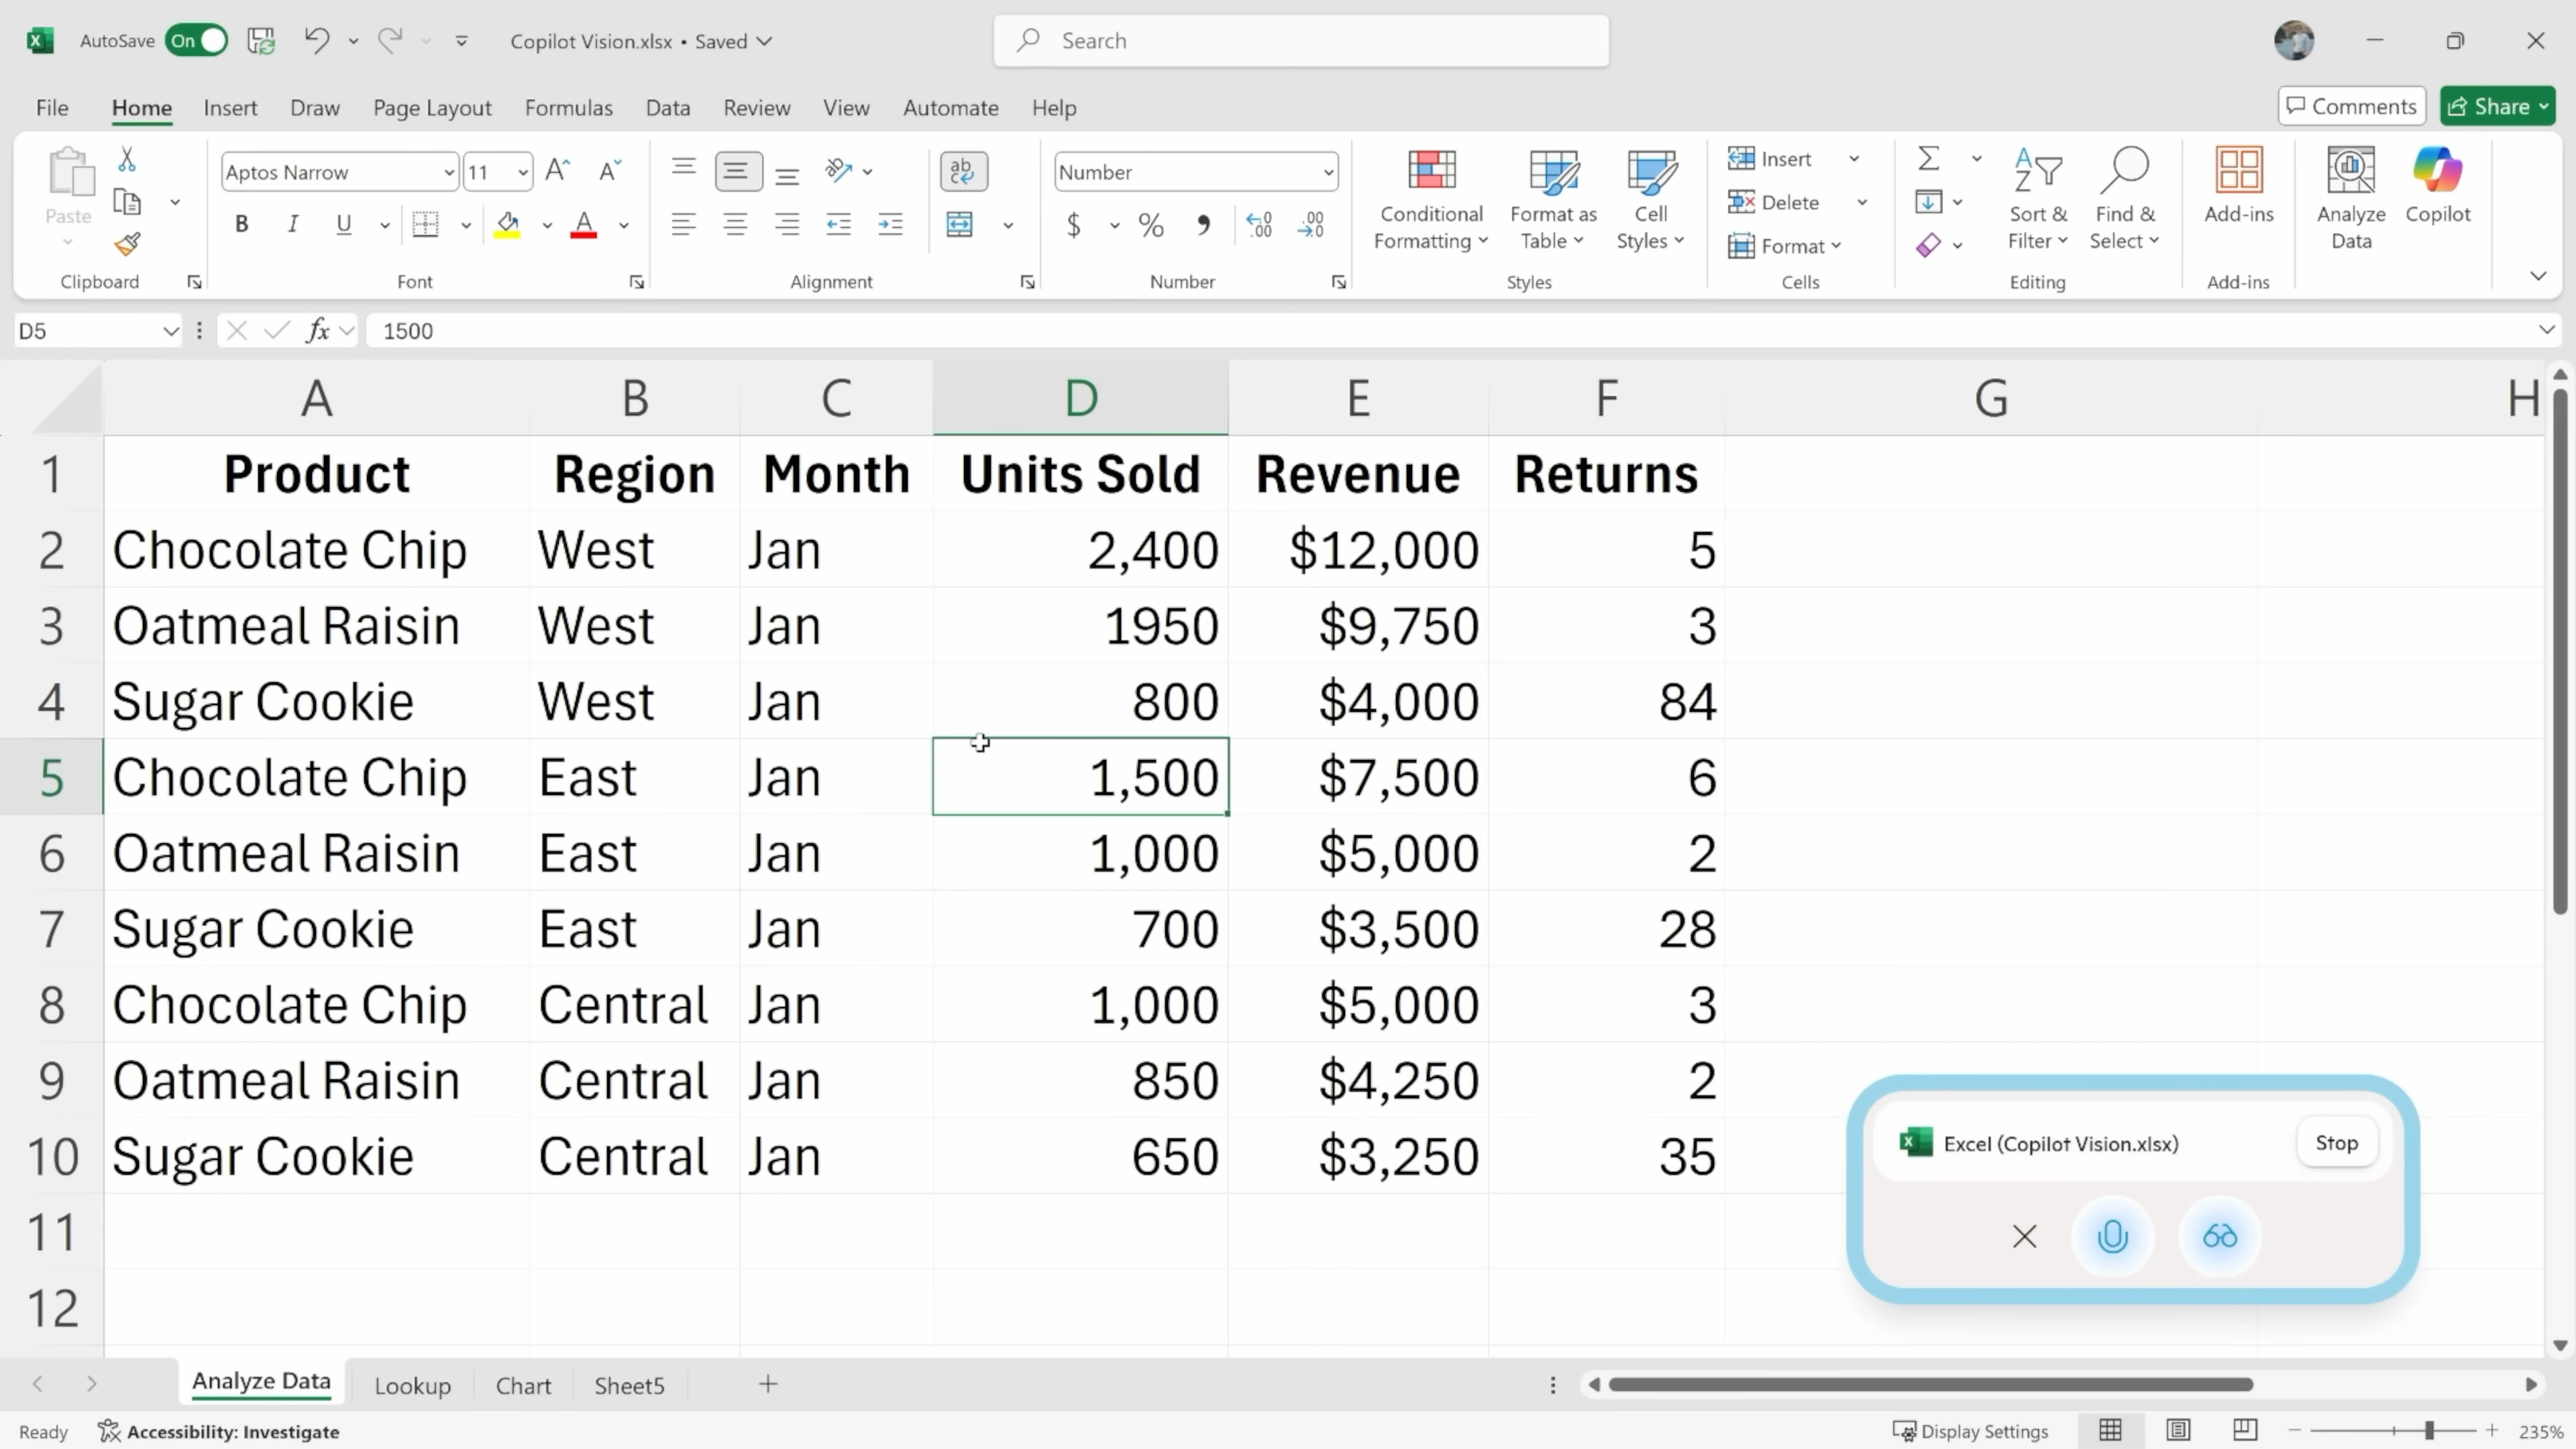 AutoSave On Copilot Vision.xlsx • Saved Search
File Home Insert Draw Page Layout Formulas Data Review View Automate Help Comments Share
Paste Aptos Narrow 11 Number Conditional Formatting Format as Table Cell Styles Insert Delete Format Sort & Filter Find & Select Add-ins Analyze Data Copilot
Clipboard Font Alignment Number Styles Cells Editing Add-ins
D5 fx 1500
A B C D E F G H
1 Product Region Month Units Sold Revenue Returns
2 Chocolate Chip West Jan 2,400 $12,000 5
3 Oatmeal Raisin West Jan 1950 $9,750 3
4 Sugar Cookie West Jan 800 $4,000 84
5 Chocolate Chip East Jan 1,500 $7,500 6
6 Oatmeal Raisin East Jan 1,000 $5,000 2
7 Sugar Cookie East Jan 700 $3,500 28
8 Chocolate Chip Central Jan 1,000 $5,000 3
9 Oatmeal Raisin Central Jan 850 $4,250 2
10 Sugar Cookie Central Jan 650 $3,250 35
11
12
Excel (Copilot Vision.xlsx) Stop
Analyze Data Lookup Chart Sheet5
Ready Accessibility: Investigate Display Settings 235%